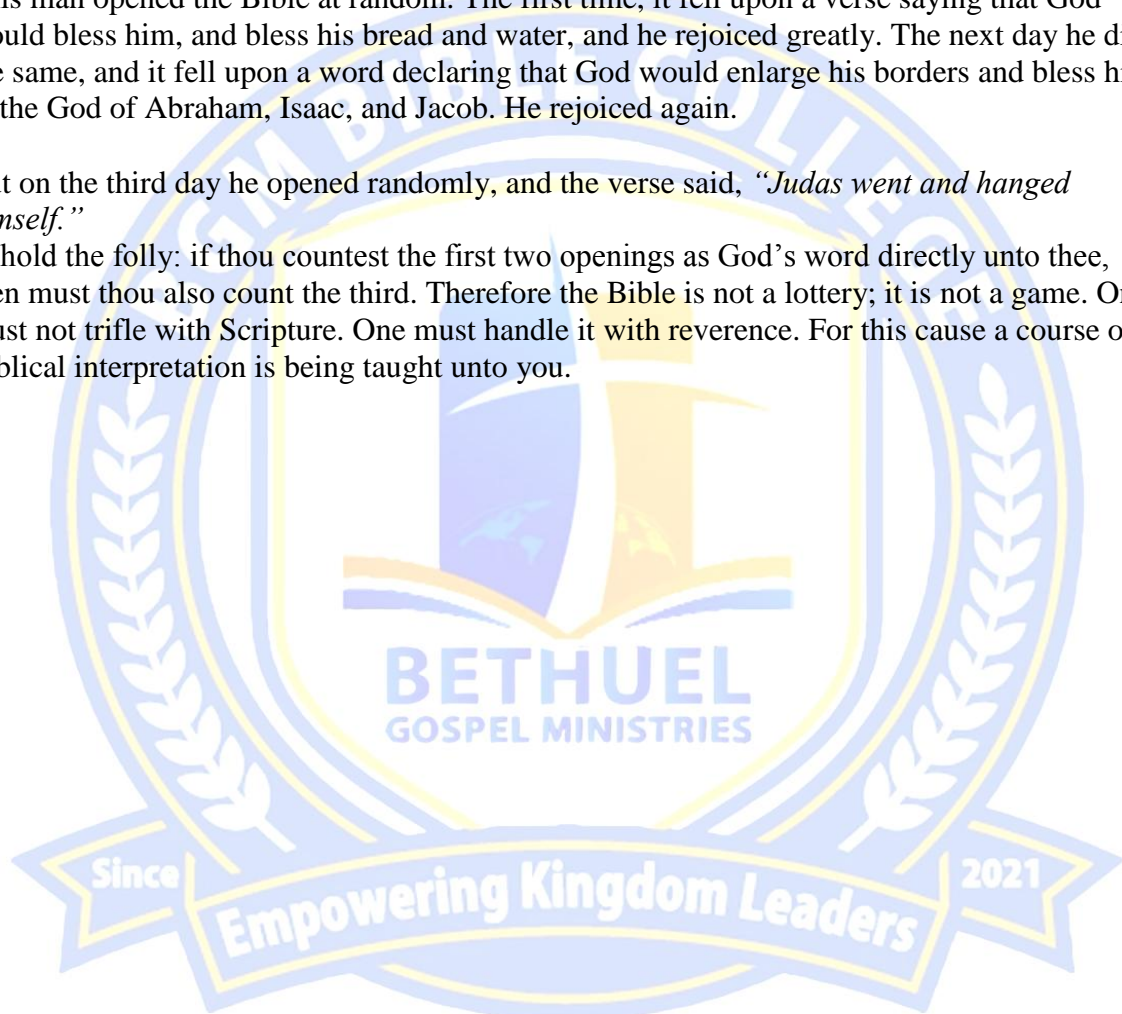 is man opened the Bible at random. The first time, it fell upon a verse saying that God
ould bless him, and bless his bread and water, and he rejoiced greatly. The next day he di
e same, and it fell upon a word declaring that God would enlarge his borders and bless hi
the God of Abraham, Isaac, and Jacob. He rejoiced again.
t on the third day he opened randomly, and the verse said, “Judas went and hanged
mself.”
hold the folly: if thou countest the first two openings as God’s word directly unto thee,
en must thou also count the third. Therefore the Bible is not a lottery; it is not a game. On
ust not trifle with Scripture. One must handle it with reverence. For this cause a course o
blical interpretation is being taught unto you.
BGM BIBLE COLLEGE
BETHUEL
GOSPEL MINISTRIES
Since
2021
Empowering Kingdom Leaders